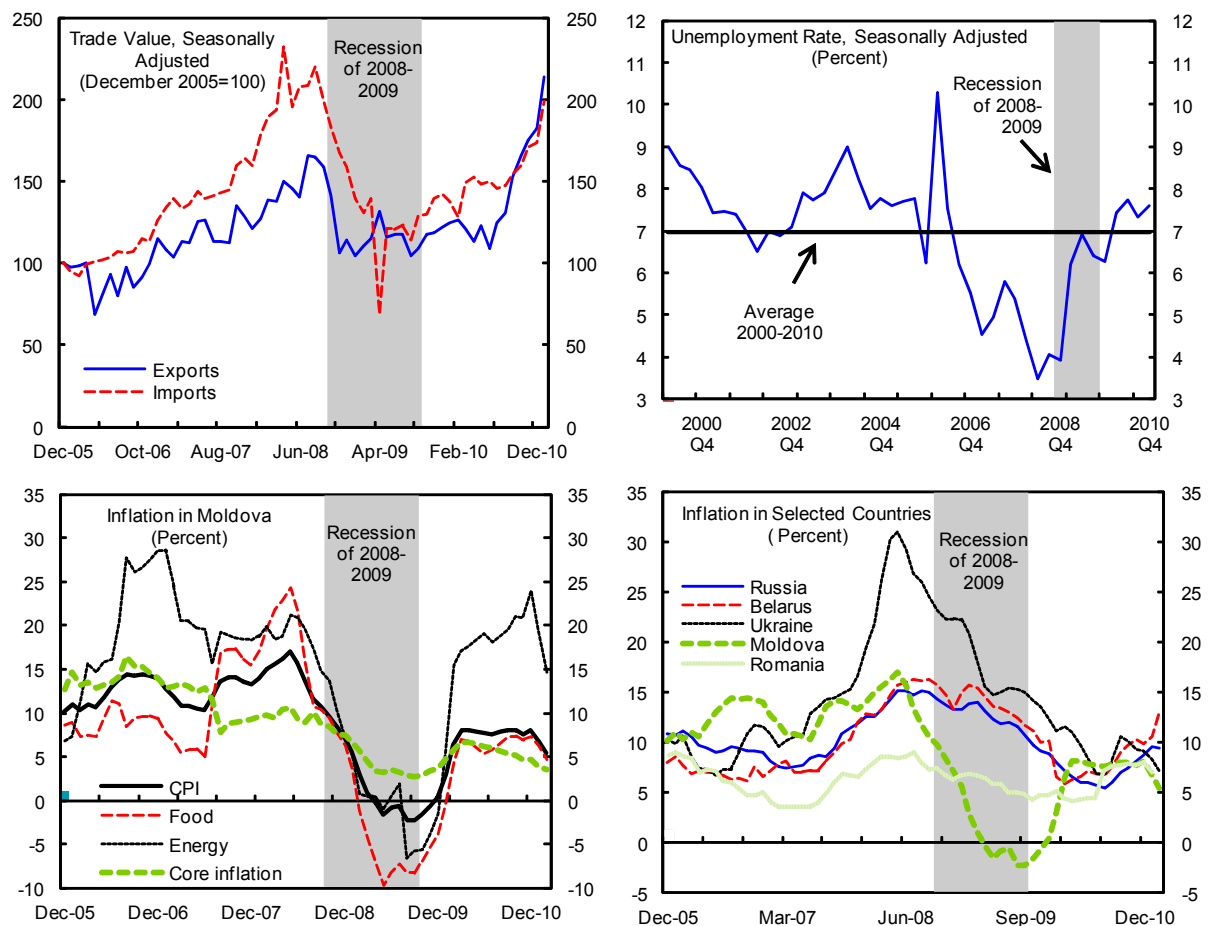 Trade Value, Seasonally
Adjusted
(December 2005=100)
Recession
of 2008-
2009
250
200
150
100
50
0
250
200
150
100
50
0
Exports
Imports
Dec-05 Oct-06 Aug-07 Jun-08 Apr-09 Feb-10 Dec-10
Unemployment Rate, Seasonally Adjusted
(Percent)
Recession
of 2008-
2009
Average
2000-2010
12
11
10
9
8
7
6
5
4
3
12
11
10
9
8
7
6
5
4
3
2000 2002 2004 2006 2008 2010
Q4 Q4 Q4 Q4 Q4 Q4
Inflation in Moldova
(Percent)
Recession
of 2008-
2009
35
30
25
20
15
10
5
0
-5
-10
35
30
25
20
15
10
5
0
-5
-10
CPI
Food
Energy
Core inflation
Dec-05 Dec-06 Dec-07 Dec-08 Dec-09 Dec-10
Inflation in Selected Countries
( Percent)
Recession
of 2008-
2009
Russia
Belarus
Ukraine
Moldova
Romania
35
30
25
20
15
10
5
0
-5
35
30
25
20
15
10
5
0
-5
Dec-05 Mar-07 Jun-08 Sep-09 Dec-10